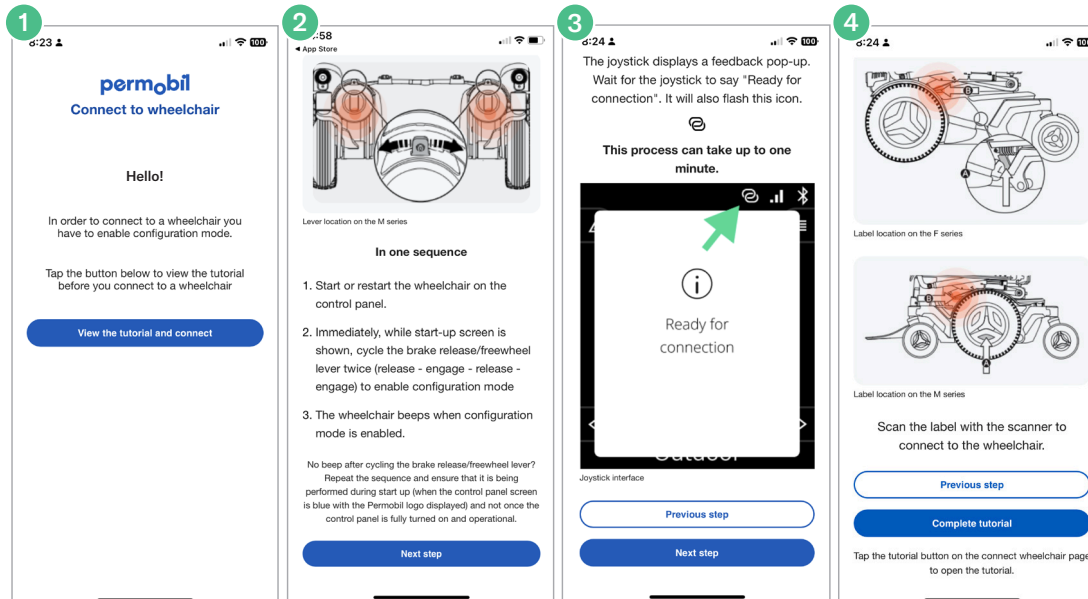 1
8:23
100
permobil
Connect to wheelchair
Hello!
In order to connect to a wheelchair you
have to enable configuration mode.
Tap the button below to view the tutorial
before you connect to a wheelchair
View the tutorial and connect
2
:58
◄ App Store
Lever location on the M series
In one sequence
1. Start or restart the wheelchair on the
control panel.
2. Immediately, while start-up screen is
shown, cycle the brake release/freewheel
lever twice (release - engage - release -
engage) to enable configuration mode
3. The wheelchair beeps when configuration
mode is enabled.
No beep after cycling the brake release/freewheel lever?
Repeat the sequence and ensure that it is being
performed during start up (when the control panel screen
is blue with the Permobil logo displayed) and not once the
control panel is fully turned on and operational.
Next step
3
8:24
100
The joystick displays a feedback pop-up.
Wait for the joystick to say "Ready for
connection". It will also flash this icon.
This process can take up to one
minute.
Ready for
connection
Joystick interface
Previous step
Next step
4
8:24
B
A
Label location on the F series
B
A
Label location on the M series
Scan the label with the scanner to
connect to the wheelchair.
Previous step
Complete tutorial
Tap the tutorial button on the connect wheelchair page
to open the tutorial.